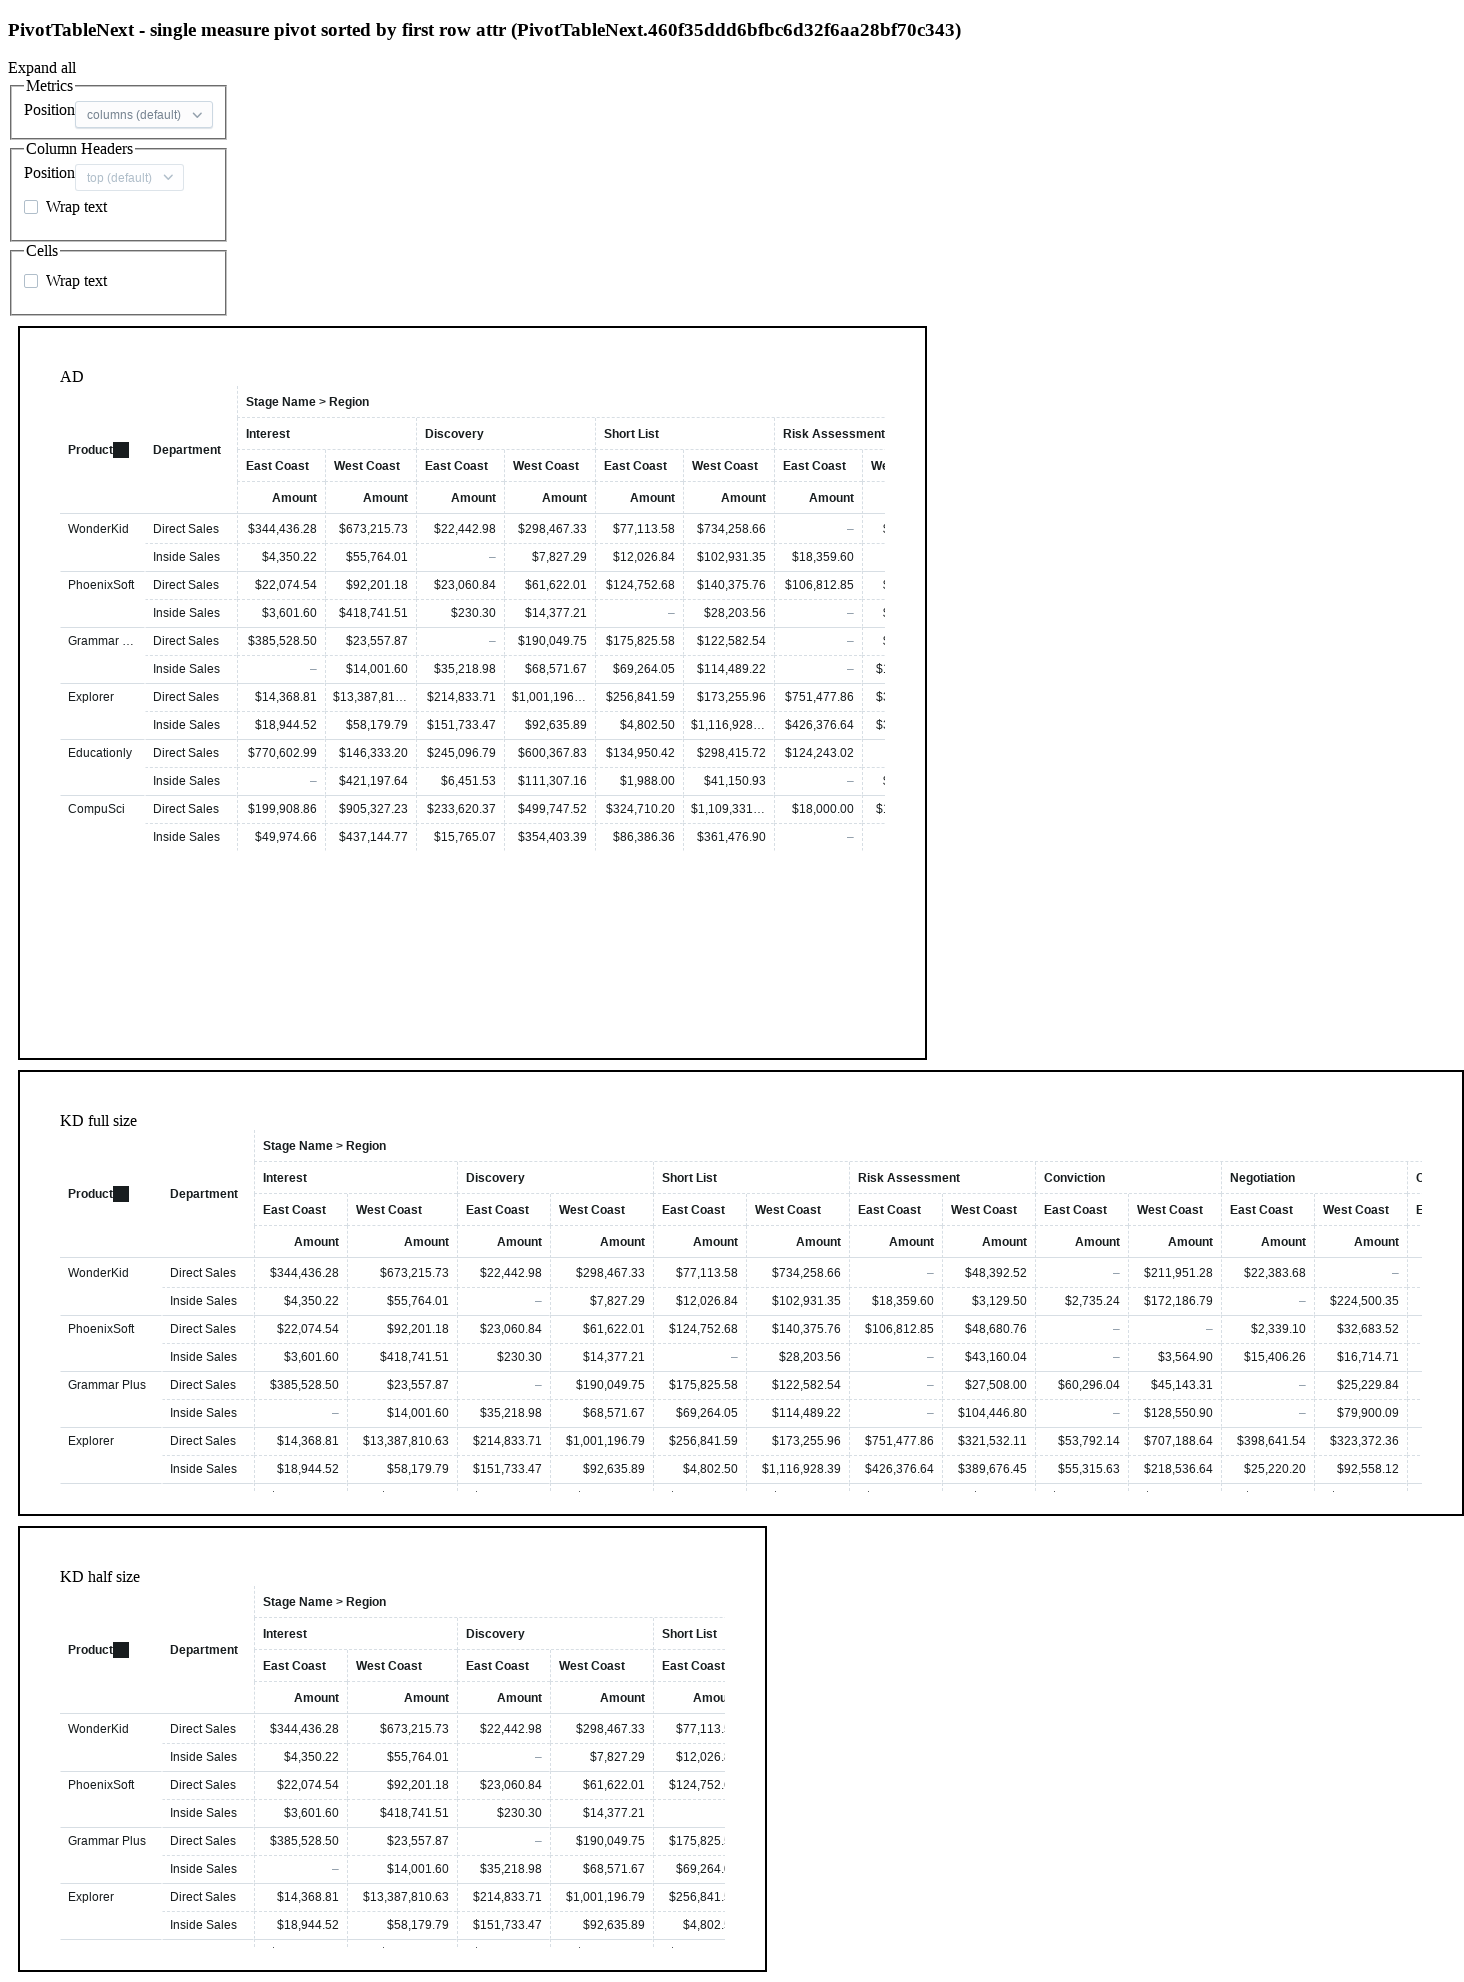 PivotTableNext - single measure pivot sorted by first row attr (PivotTableNext.460f35ddd6bfbc6d32f6aa28bf70c343)
Expand all
Metrics
Position columns (default)
Column Headers
Position top (default)
Wrap text
Cells
Wrap text
AD
Stage Name > Region
Interest Discovery Short List Risk Assessment
Product Department
East Coast West Coast East Coast West Coast East Coast West Coast East Coast
Amount Amount Amount Amount Amount Amount Amount
WonderKid Direct Sales $344,436.28 $673,215.73 $22,442.98 $298,467.33 $77,113.58 $734,258.66 –
Inside Sales $4,350.22 $55,764.01 – $7,827.29 $12,026.84 $102,931.35 $18,359.60
PhoenixSoft Direct Sales $22,074.54 $92,201.18 $23,060.84 $61,622.01 $124,752.68 $140,375.76 $106,812.85
Inside Sales $3,601.60 $418,741.51 $230.30 $14,377.21 – $28,203.56 –
Grammar … Direct Sales $385,528.50 $23,557.87 – $190,049.75 $175,825.58 $122,582.54 –
Inside Sales – $14,001.60 $35,218.98 $68,571.67 $69,264.05 $114,489.22 –
Explorer Direct Sales $14,368.81 $13,387,81… $214,833.71 $1,001,196… $256,841.59 $173,255.96 $751,477.86
Inside Sales $18,944.52 $58,179.79 $151,733.47 $92,635.89 $4,802.50 $1,116,928… $426,376.64
Educationly Direct Sales $770,602.99 $146,333.20 $245,096.79 $600,367.83 $134,950.42 $298,415.72 $124,243.02
Inside Sales – $421,197.64 $6,451.53 $111,307.16 $1,988.00 $41,150.93 –
CompuSci Direct Sales $199,908.86 $905,327.23 $233,620.37 $499,747.52 $324,710.20 $1,109,331… $18,000.00
Inside Sales $49,974.66 $437,144.77 $15,765.07 $354,403.39 $86,386.36 $361,476.90 –
KD full size
Stage Name > Region
Interest Discovery Short List Risk Assessment Conviction Negotiation
Product Department
East Coast West Coast East Coast West Coast East Coast West Coast East Coast West Coast East Coast West Coast East Coast West Coast
Amount Amount Amount Amount Amount Amount Amount Amount Amount Amount Amount Amount
WonderKid Direct Sales $344,436.28 $673,215.73 $22,442.98 $298,467.33 $77,113.58 $734,258.66 – $48,392.52 – $211,951.28 $22,383.68 –
Inside Sales $4,350.22 $55,764.01 – $7,827.29 $12,026.84 $102,931.35 $18,359.60 $3,129.50 $2,735.24 $172,186.79 – $224,500.35
PhoenixSoft Direct Sales $22,074.54 $92,201.18 $23,060.84 $61,622.01 $124,752.68 $140,375.76 $106,812.85 $48,680.76 – – $2,339.10 $32,683.52
Inside Sales $3,601.60 $418,741.51 $230.30 $14,377.21 – $28,203.56 – $43,160.04 – $3,564.90 $15,406.26 $16,714.71
Grammar Plus Direct Sales $385,528.50 $23,557.87 – $190,049.75 $175,825.58 $122,582.54 – $27,508.00 $60,296.04 $45,143.31 – $25,229.84
Inside Sales – $14,001.60 $35,218.98 $68,571.67 $69,264.05 $114,489.22 – $104,446.80 – $128,550.90 – $79,900.09
Explorer Direct Sales $14,368.81 $13,387,810.63 $214,833.71 $1,001,196.79 $256,841.59 $173,255.96 $751,477.86 $321,532.11 $53,792.14 $707,188.64 $398,641.54 $323,372.36
Inside Sales $18,944.52 $58,179.79 $151,733.47 $92,635.89 $4,802.50 $1,116,928.39 $426,376.64 $389,676.45 $55,315.63 $218,536.64 $25,220.20 $92,558.12
KD half size
Stage Name > Region
Interest Discovery Short List
Product Department
East Coast West Coast East Coast West Coast East Coast
Amount Amount Amount Amount
WonderKid Direct Sales $344,436.28 $673,215.73 $22,442.98 $298,467.33 $77,113.
Inside Sales $4,350.22 $55,764.01 – $7,827.29 $12,026.
PhoenixSoft Direct Sales $22,074.54 $92,201.18 $23,060.84 $61,622.01 $124,752.
Inside Sales $3,601.60 $418,741.51 $230.30 $14,377.21
Grammar Plus Direct Sales $385,528.50 $23,557.87 – $190,049.75 $175,825.
Inside Sales – $14,001.60 $35,218.98 $68,571.67 $69,264.
Explorer Direct Sales $14,368.81 $13,387,810.63 $214,833.71 $1,001,196.79 $256,841.
Inside Sales $18,944.52 $58,179.79 $151,733.47 $92,635.89 $4,802.